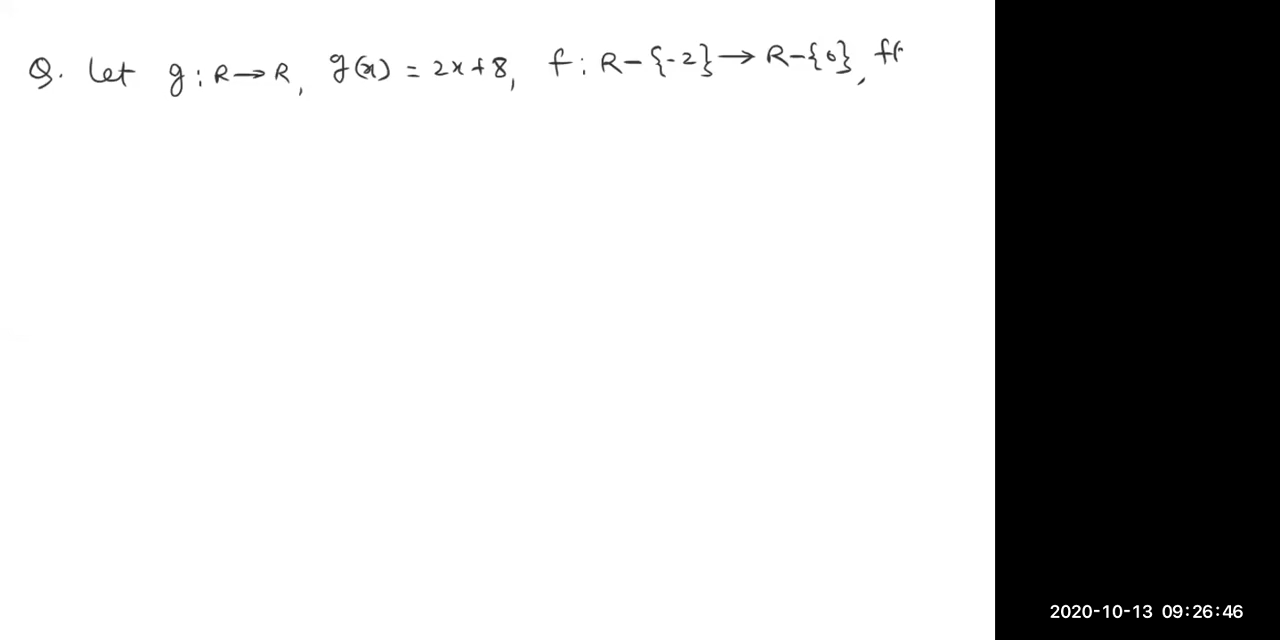 Q. Let g : R → R, g(x) = 2x + 8, f : R - {-2} → R - {0}, f(
2020-10-13 09:26:46